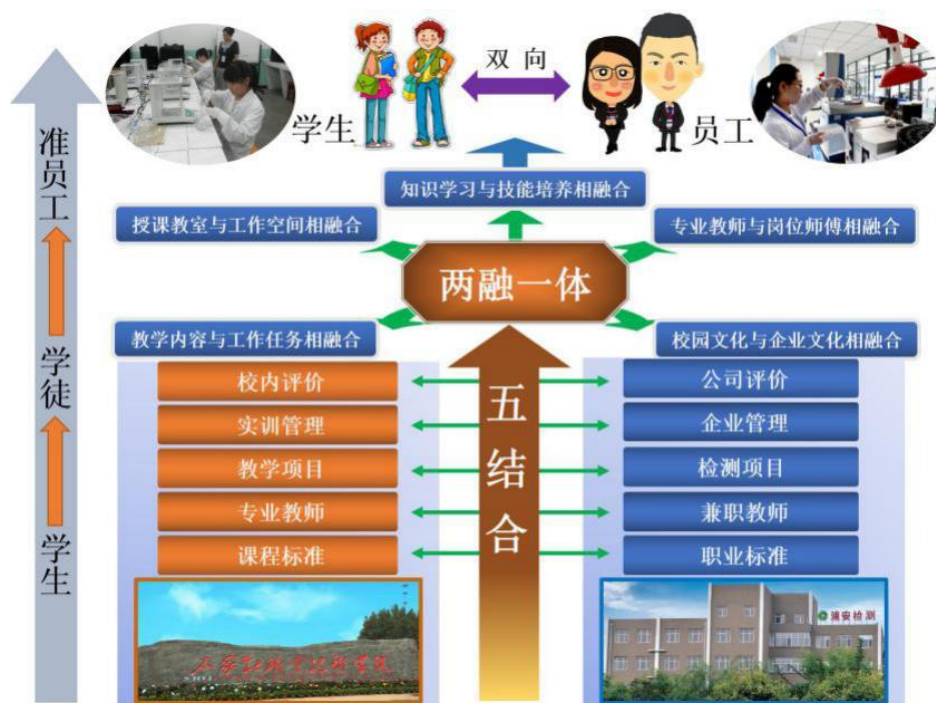 双 向
学生
员工
准员工
学徒
学生
知识学习与技能培养相融合
授课教室与工作空间相融合
专业教师与岗位师傅相融合
两融一体
教学内容与工作任务相融合
校园文化与企业文化相融合
五结合
校内评价
公司评价
实训管理
企业管理
教学项目
检测项目
专业教师
兼职教师
课程标准
职业标准
浦安检测